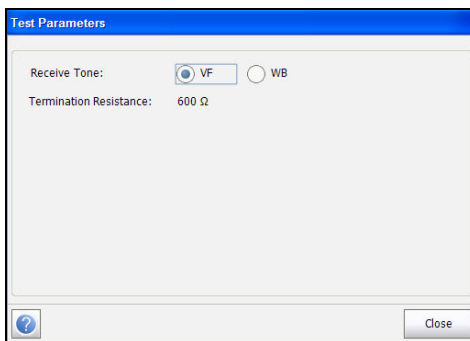 Test Parameters
Receive Tone: VF WB
Termination Resistance: 600 Ω
?
Close